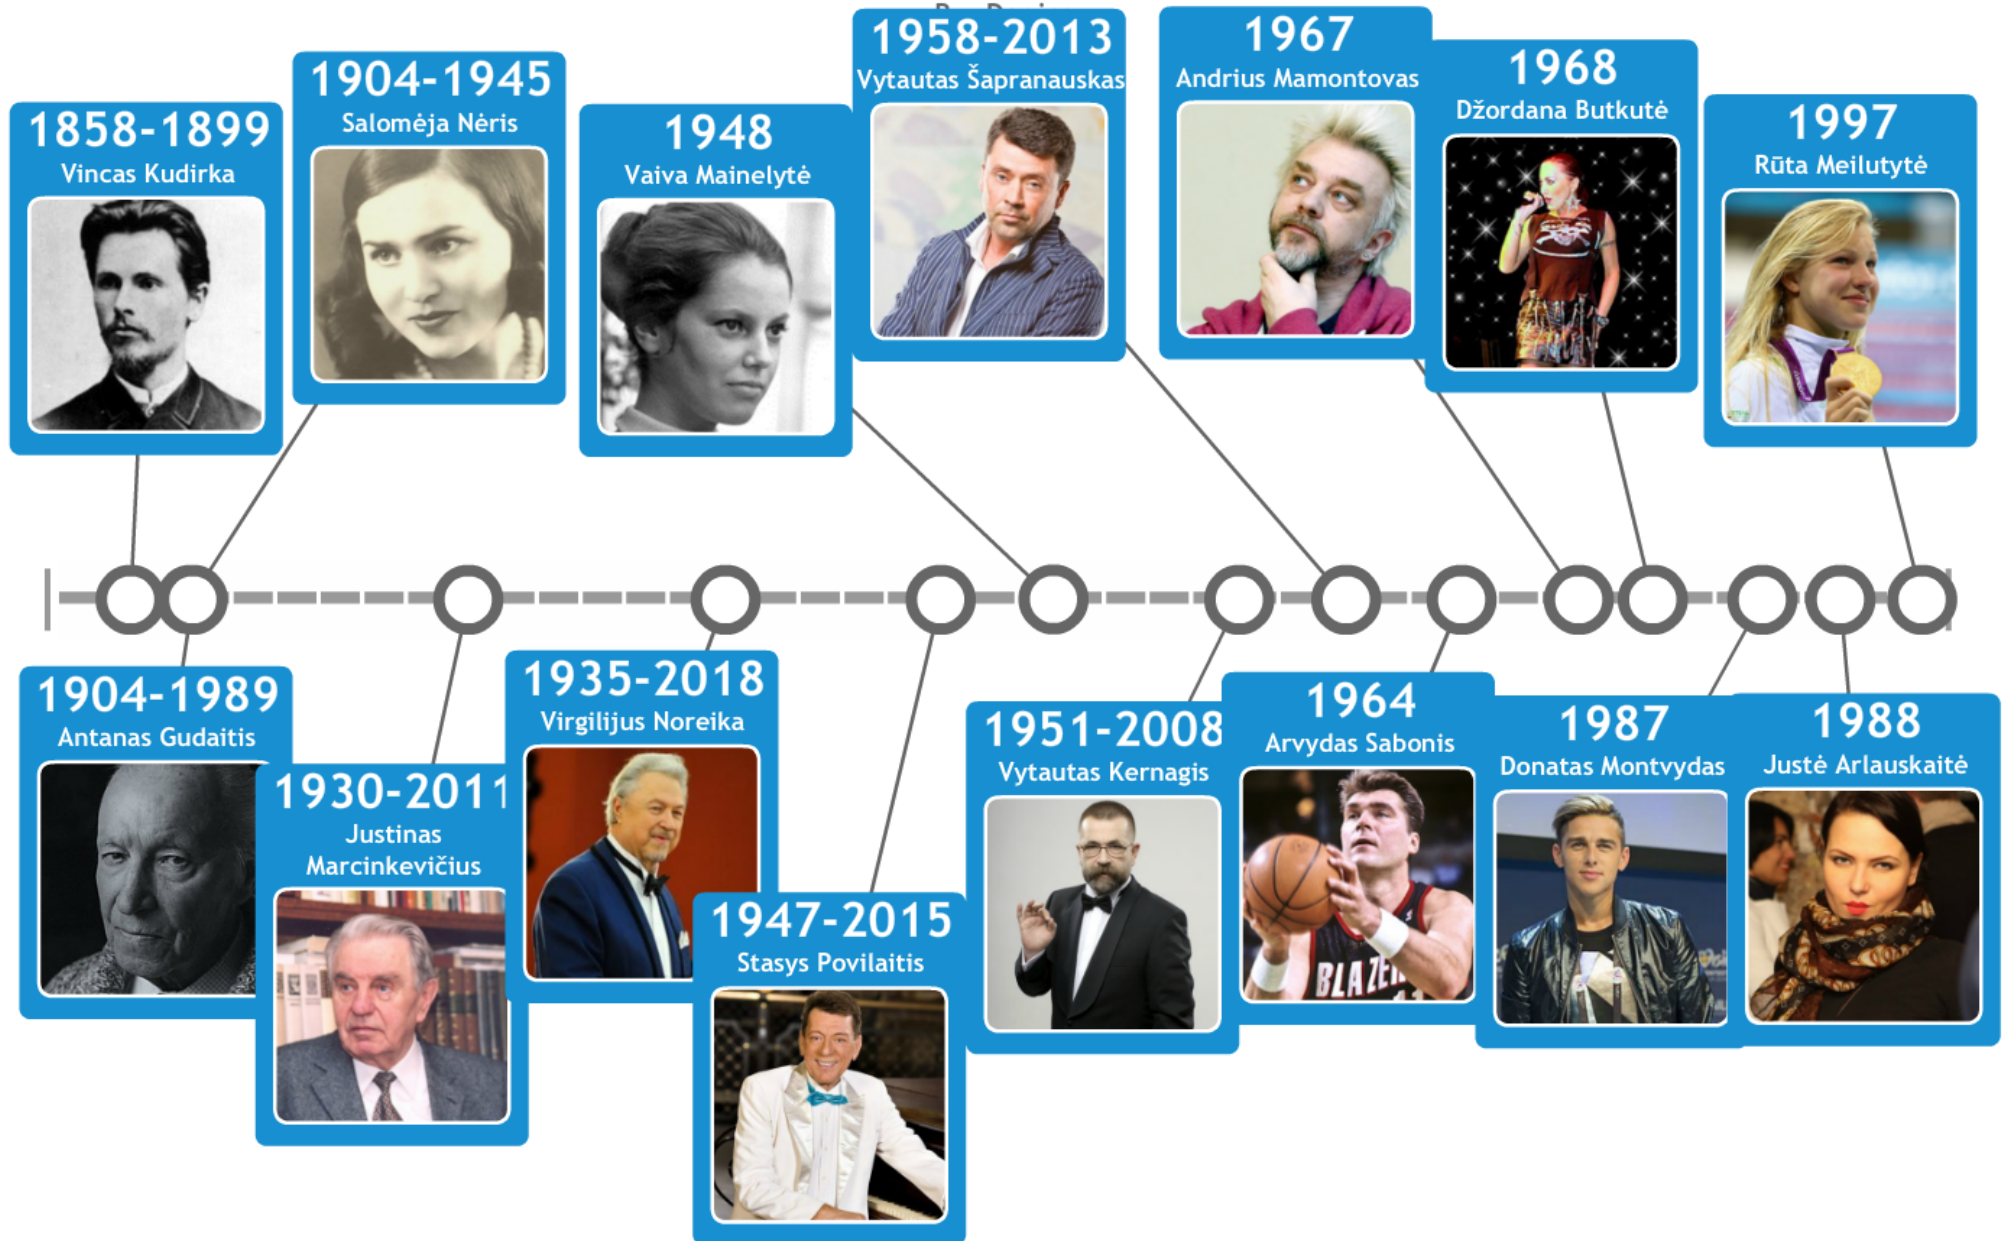 1858-1899
Vincas Kudirka
1904-1945
Salomėja Nėris
1948
Vaiva Mainelytė
1958-2013
Vytautas Šapranauskas
1967
Andrius Mamontovas
1968
Džordana Butkutė
1997
Rūta Meilutytė
1904-1989
Antanas Gudaitis
1930-2011
Justinas
Marcinkevičius
1935-2018
Virgilijus Noreika
1947-2015
Stasys Povilaitis
1951-2008
Vytautas Kernagis
1964
Arvydas Sabonis
1987
Donatas Montvydas
1988
Justė Arlauskaitė